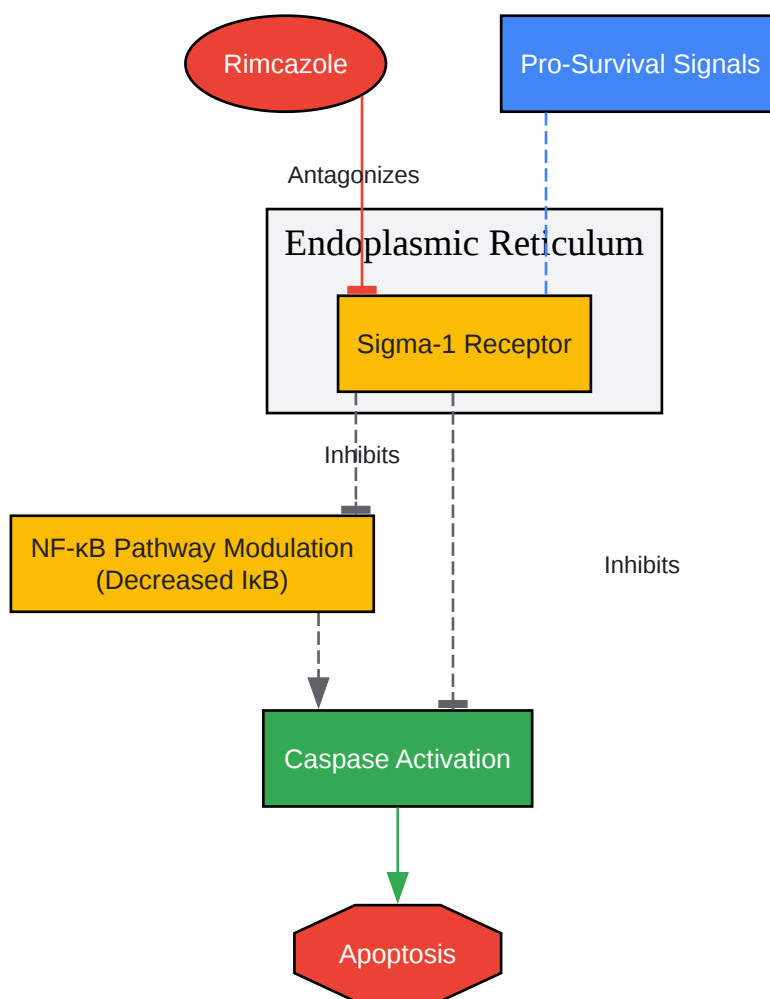 Rimcazole
Pro-Survival Signals
Antagonizes
Endoplasmic Reticulum
Sigma-1 Receptor
Inhibits
NF-κB Pathway Modulation
(Decreased IκB)
Inhibits
Caspase Activation
Apoptosis